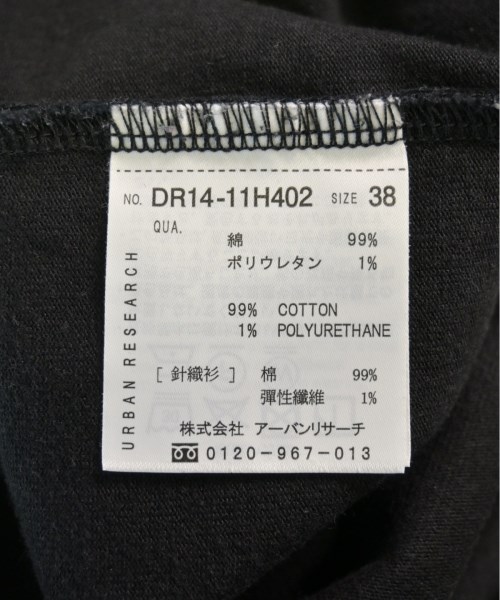 NO. DR14-11H402 SIZE 38
QUA.
綿 99%
ポリウレタン 1%
99% COTTON
1% POLYURETHANE
[ 針織衫 ] 棉 99%
彈性纖維 1%
株式会社 アーバンリサーチ
0120-967-013
URBAN RESEARCH